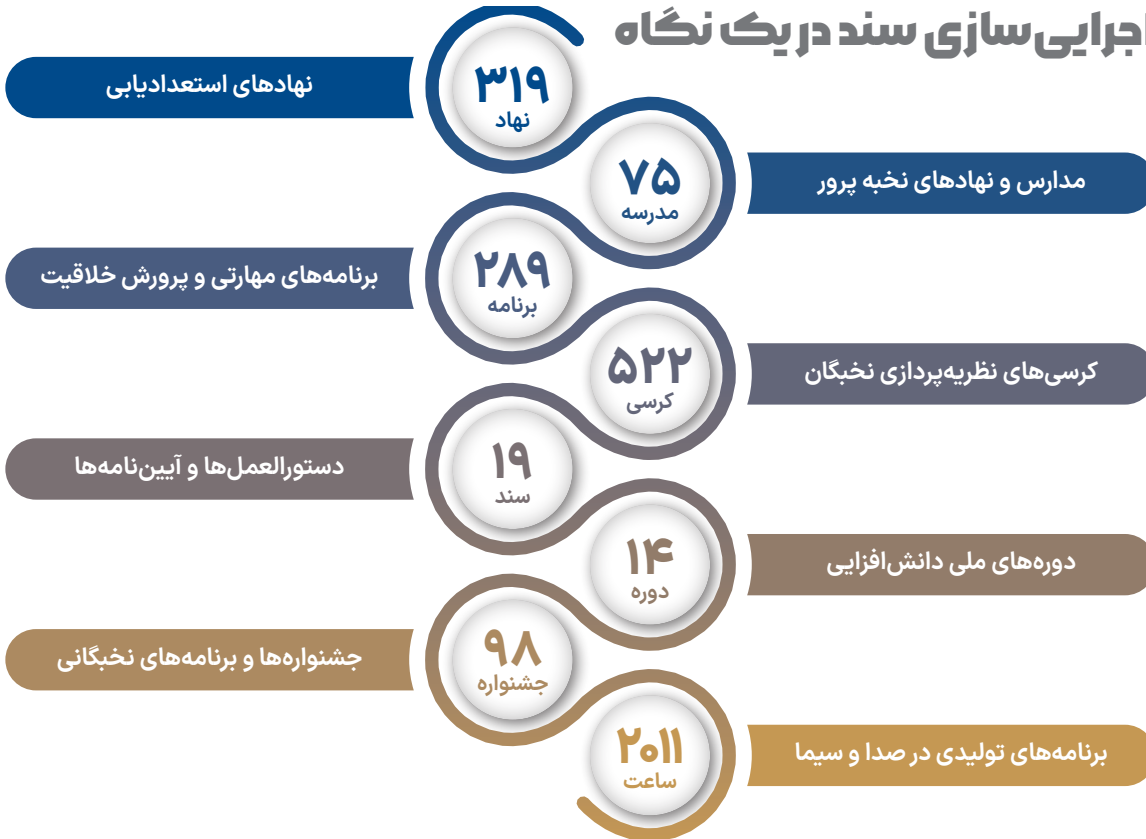 اجرایی‌سازی سند در یک نگاه
نهادهای استعدادیابی
۳۱۹
نهاد
مدارس و نهادهای نخبه پرور
۷۵
مدرسه
برنامه‌های مهارتی و پرورش خلاقیت
۲۸۹
برنامه
کرسی‌های نظریه‌پردازی نخبگان
۵۲۲
کرسی
دستورالعمل‌ها و آیین‌نامه‌ها
۱۹
سند
دوره‌های ملی دانش‌افزایی
۱۴
دوره
جشنواره‌ها و برنامه‌های نخبگانی
۹۸
جشنواره
برنامه‌های تولیدی در صدا و سیما
۲۰۱۱
ساعت